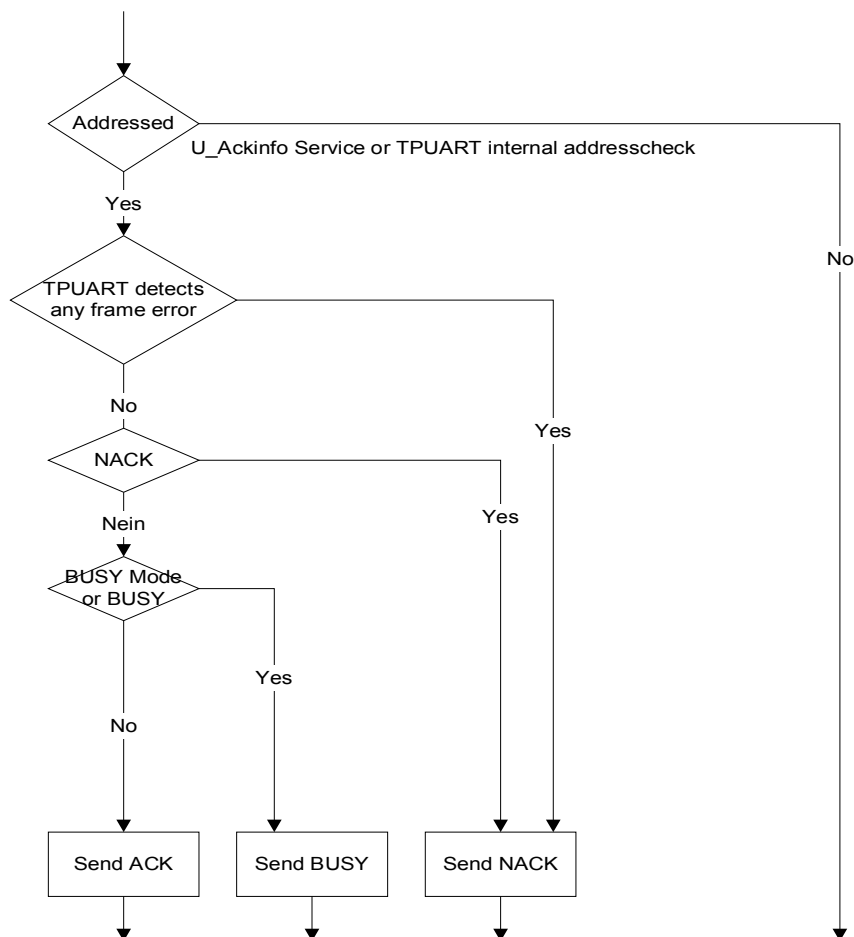 Addressed
U_Ackinfo Service or TPUART internal addresscheck
Yes
No
TPUART detects
any frame error
No
Yes
NACK
Yes
Nein
BUSY Mode
or BUSY
Yes
No
Send ACK
Send BUSY
Send NACK